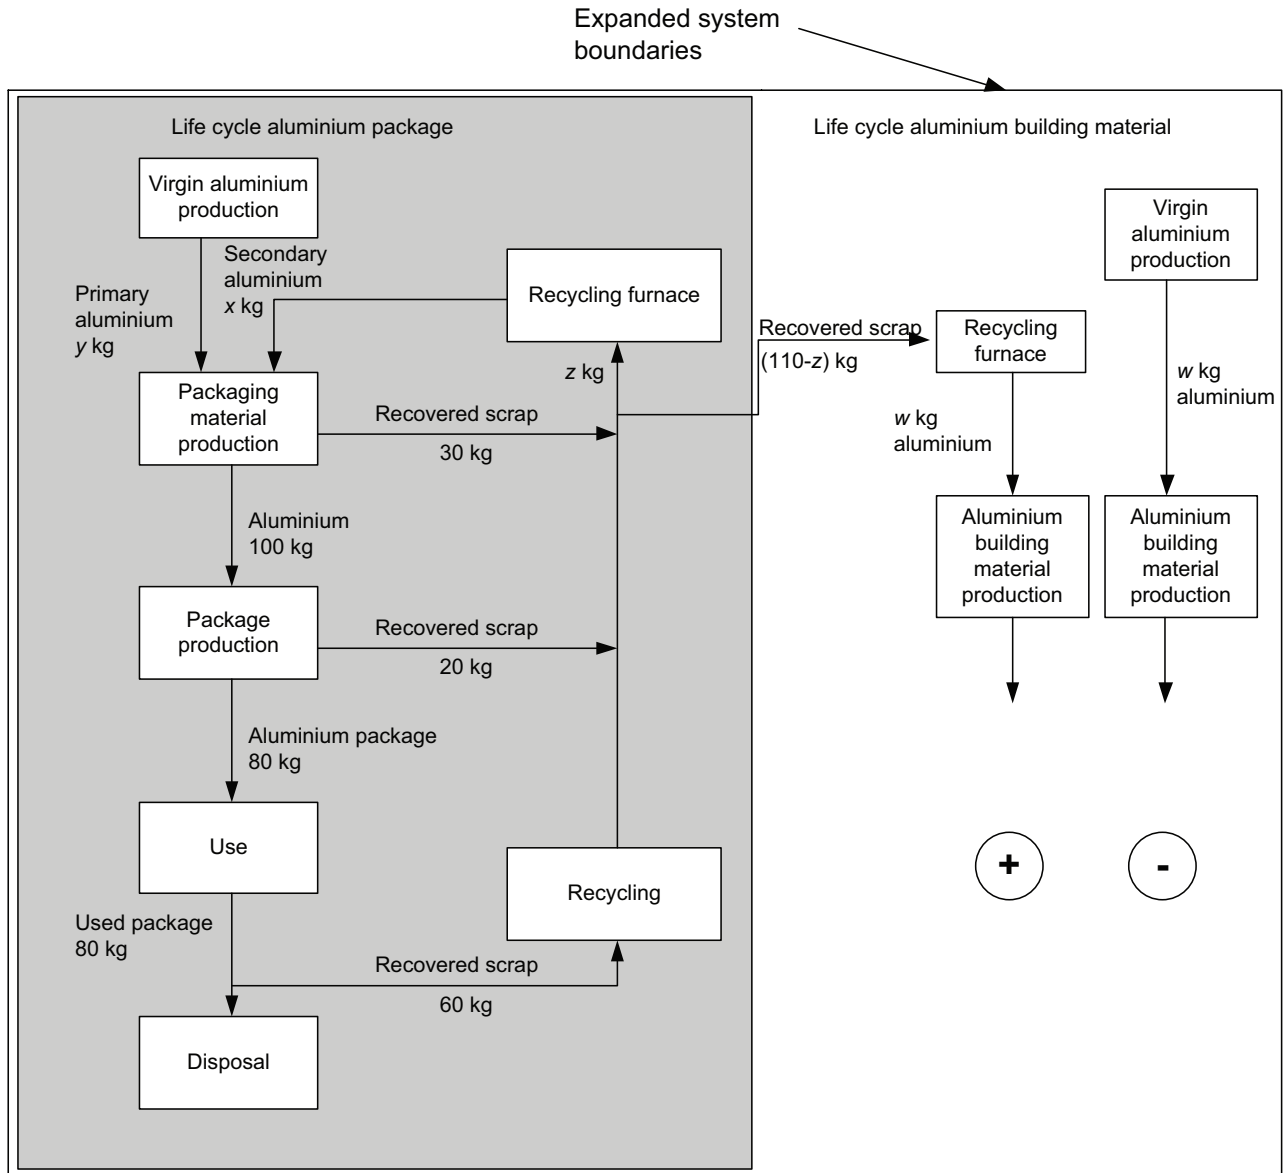 Expanded system
boundaries
Life cycle aluminium package
Life cycle aluminium building material
Virgin aluminium
production
Secondary
aluminium
x kg
Primary
aluminium
y kg
Recycling furnace
Packaging
material
production
Recovered scrap
30 kg
z kg
Recovered scrap
(110-z) kg
Recycling
furnace
Virgin
aluminium
production
w kg
aluminium
w kg
aluminium
Aluminium
100 kg
Aluminium
building
material
production
Aluminium
building
material
production
Package
production
Recovered scrap
20 kg
Aluminium package
80 kg
Use
Recycling
+
-
Used package
80 kg
Recovered scrap
60 kg
Disposal